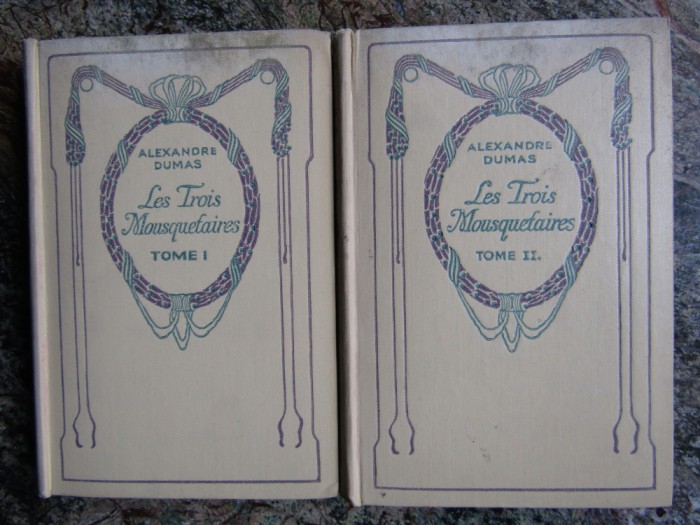 ALEXANDRE
DUMAS
Les Trois
Mousquetaires
TOME I
ALEXANDRE
DUMAS
Les Trois
Mousquetaires
TOME II.